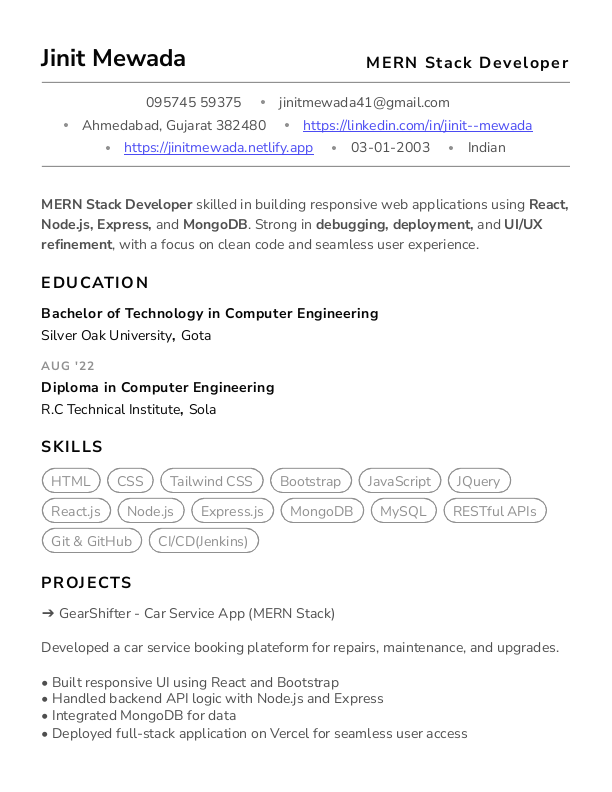 Jinit Mewada
MERN Stack Developer
095745 59375 • jinitmewada41@gmail.com
• Ahmedabad, Gujarat 382480 • https://linkedin.com/in/jinit--mewada
• https://jinitmewada.netlify.app • 03-01-2003 • Indian
MERN Stack Developer skilled in building responsive web applications using React,
Node.js, Express, and MongoDB. Strong in debugging, deployment, and UI/UX
refinement, with a focus on clean code and seamless user experience.
EDUCATION
Bachelor of Technology in Computer Engineering
Silver Oak University, Gota
AUG '22
Diploma in Computer Engineering
R.C Technical Institute, Sola
SKILLS
HTML CSS Tailwind CSS Bootstrap JavaScript JQuery
React.js Node.js Express.js MongoDB MySQL RESTful APIs
Git & GitHub CI/CD(Jenkins)
PROJECTS
➔ GearShifter - Car Service App (MERN Stack)
Developed a car service booking plateform for repairs, maintenance, and upgrades.
• Built responsive UI using React and Bootstrap
• Handled backend API logic with Node.js and Express
• Integrated MongoDB for data
• Deployed full-stack application on Vercel for seamless user access